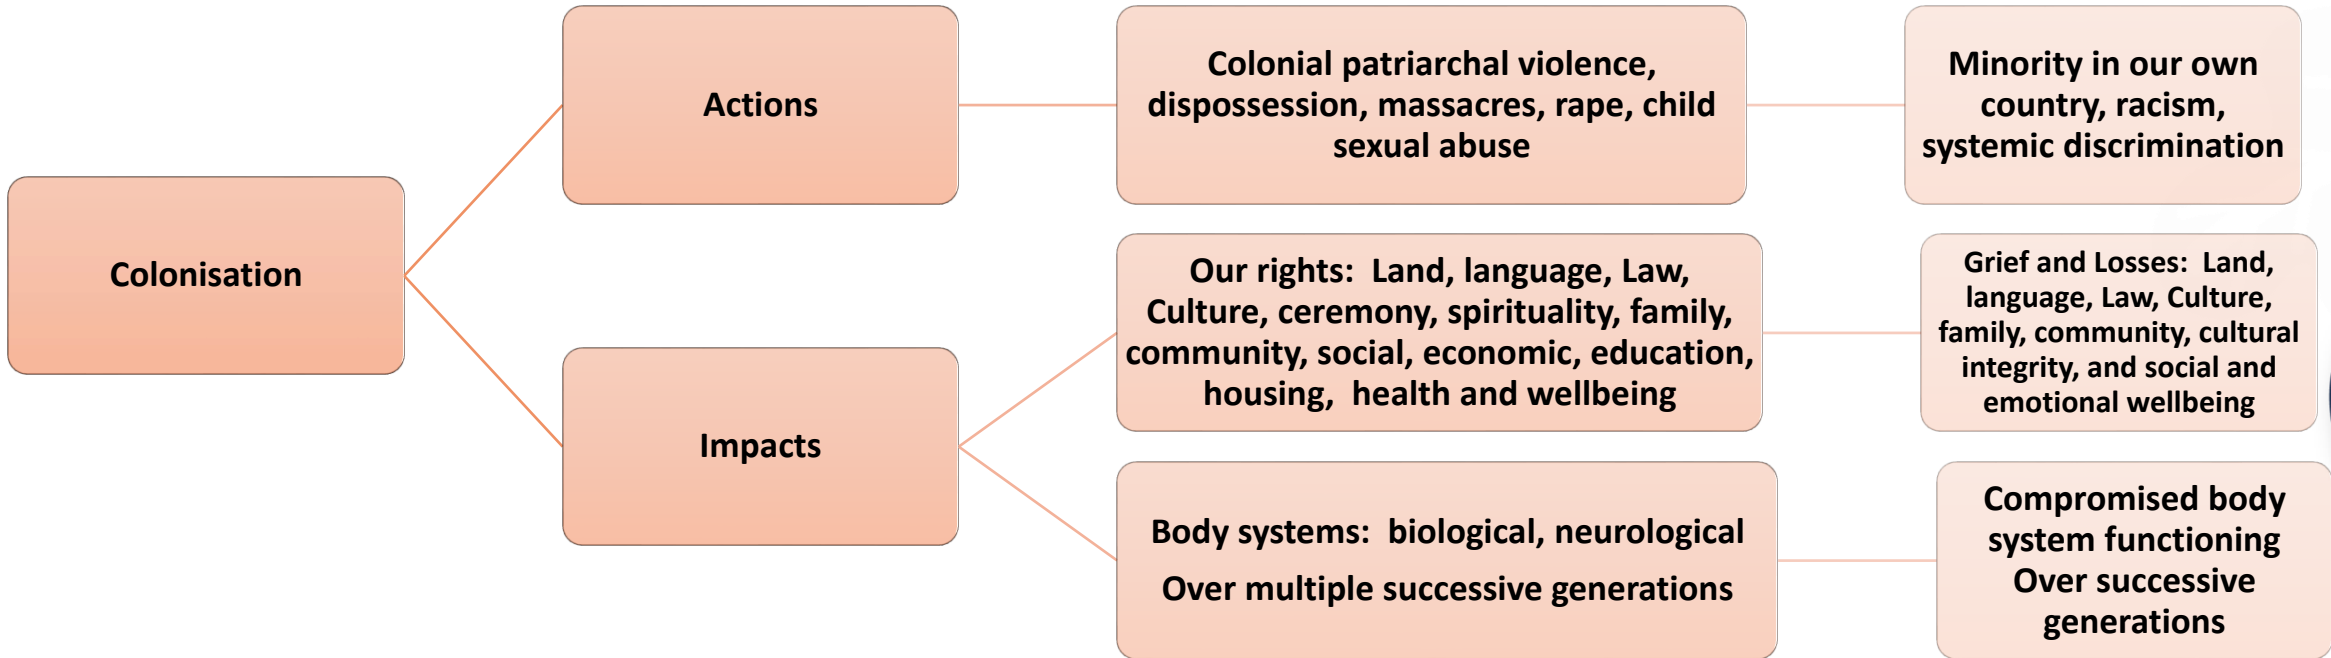 Colonisation
Actions
Colonial patriarchal violence,
dispossession, massacres, rape, child
sexual abuse
Minority in our own
country, racism,
systemic discrimination
Impacts
Our rights:  Land, language, Law,
Culture, ceremony, spirituality, family,
community, social, economic, education,
housing,  health and wellbeing
Grief and Losses:  Land,
language, Law, Culture,
family, community, cultural
integrity, and social and
emotional wellbeing
Body systems:  biological, neurological
Over multiple successive generations
Compromised body
system functioning
Over successive
generations